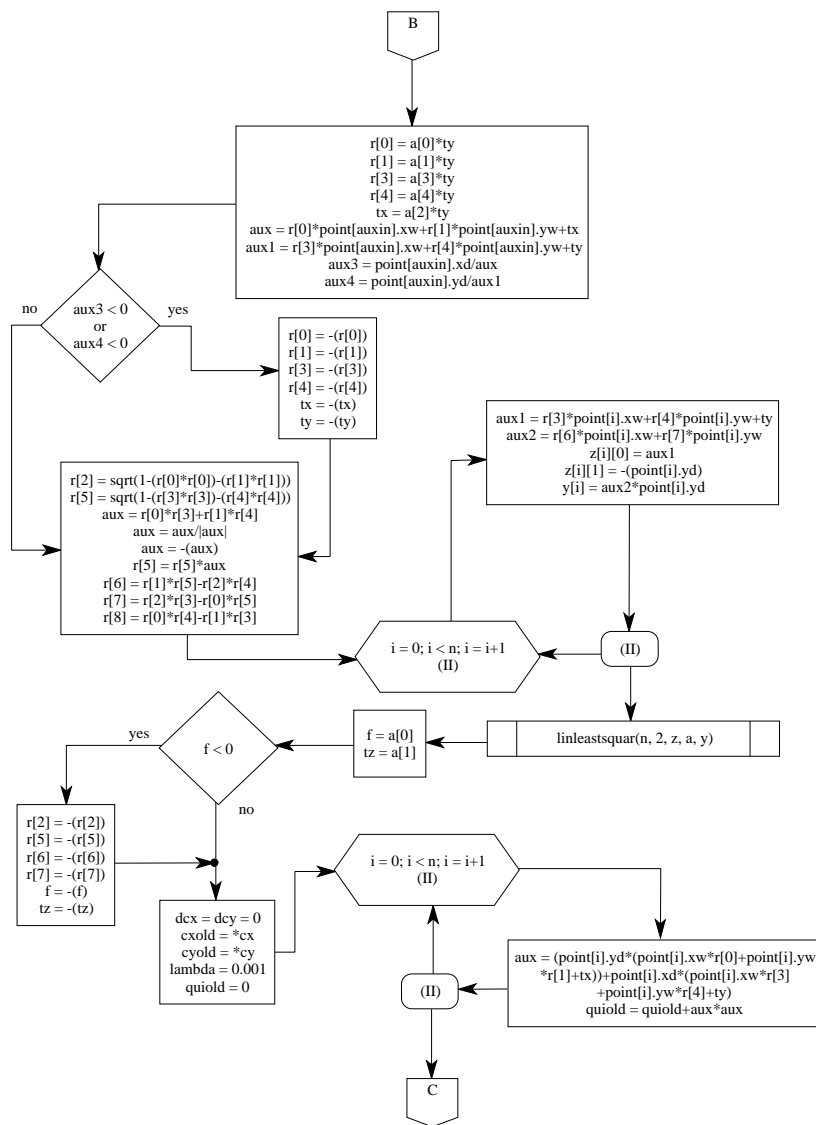 B
r[0] = a[0]*ty
r[1] = a[1]*ty
r[3] = a[3]*ty
r[4] = a[4]*ty
tx = a[2]*ty
aux = r[0]*point[auxin].xw+r[1]*point[auxin].yw+tx
aux1 = r[3]*point[auxin].xw+r[4]*point[auxin].yw+ty
aux3 = point[auxin].xd/aux
aux4 = point[auxin].yd/aux1
no
aux3 < 0
or
aux4 < 0
yes
r[0] = -(r[0])
r[1] = -(r[1])
r[3] = -(r[3])
r[4] = -(r[4])
tx = -(tx)
ty = -(ty)
r[2] = sqrt(1-(r[0]*r[0])-(r[1]*r[1]))
r[5] = sqrt(1-(r[3]*r[3])-(r[4]*r[4]))
aux = r[0]*r[3]+r[1]*r[4]
aux = aux/|aux|
aux = -(aux)
r[5] = r[5]*aux
r[6] = r[1]*r[5]-r[2]*r[4]
r[7] = r[2]*r[3]-r[0]*r[5]
r[8] = r[0]*r[4]-r[1]*r[3]
i = 0; i < n; i = i+1
(II)
aux1 = r[3]*point[i].xw+r[4]*point[i].yw+ty
aux2 = r[6]*point[i].xw+r[7]*point[i].yw
z[i][0] = aux1
z[i][1] = -(point[i].yd)
y[i] = aux2*point[i].yd
(II)
linleastsquar(n, 2, z, a, y)
f = a[0]
tz = a[1]
f < 0
yes
no
r[2] = -(r[2])
r[5] = -(r[5])
r[6] = -(r[6])
r[7] = -(r[7])
f = -(f)
tz = -(tz)
dcx = dcy = 0
cxold = *cx
cyold = *cy
lambda = 0.001
quiold = 0
i = 0; i < n; i = i+1
(II)
aux = (point[i].yd*(point[i].xw*r[0]+point[i].yw
*r[1]+tx))+point[i].xd*(point[i].xw*r[3]
+point[i].yw*r[4]+ty)
quiold = quiold+aux*aux
(II)
C